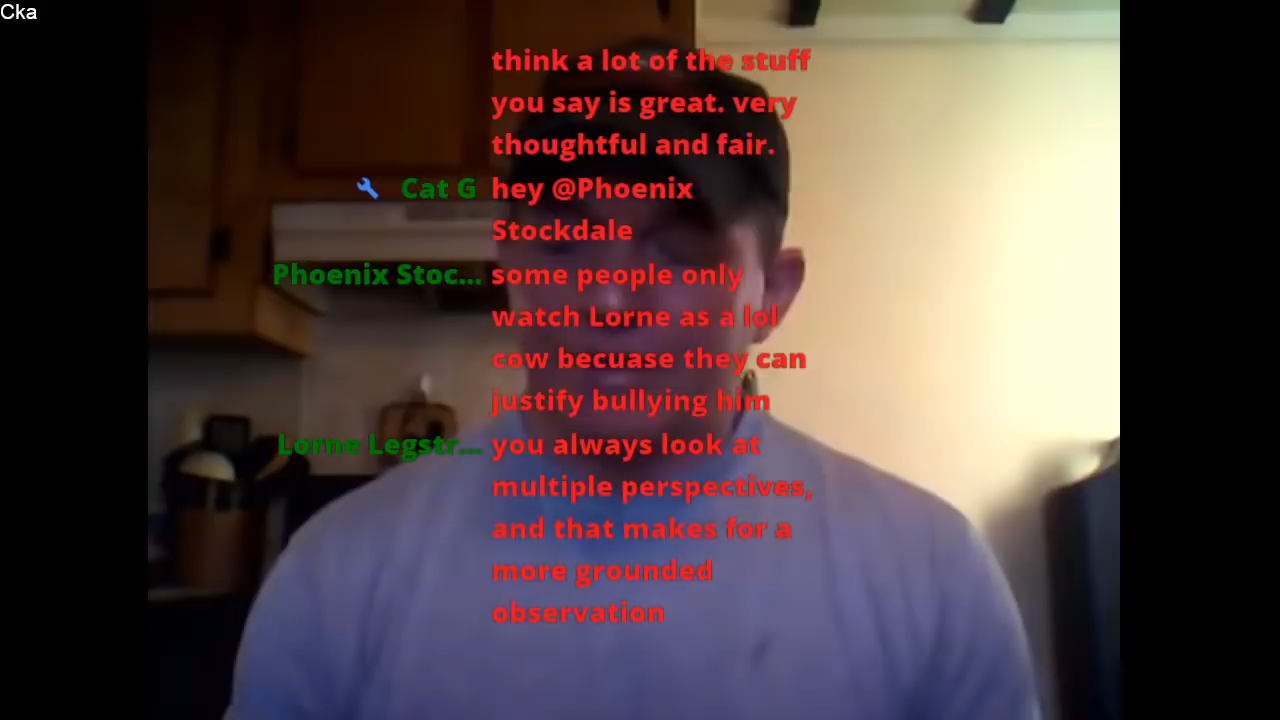 Cka
think a lot of the stuff
you say is great. very
thoughtful and fair.
Cat G hey @Phoenix
Stockdale
Phoenix Stoc... some people only
watch Lorne as a lol
cow becuase they can
justify bullying him
Lorne Legstr... you always look at
multiple perspectives,
and that makes for a
more grounded
observation